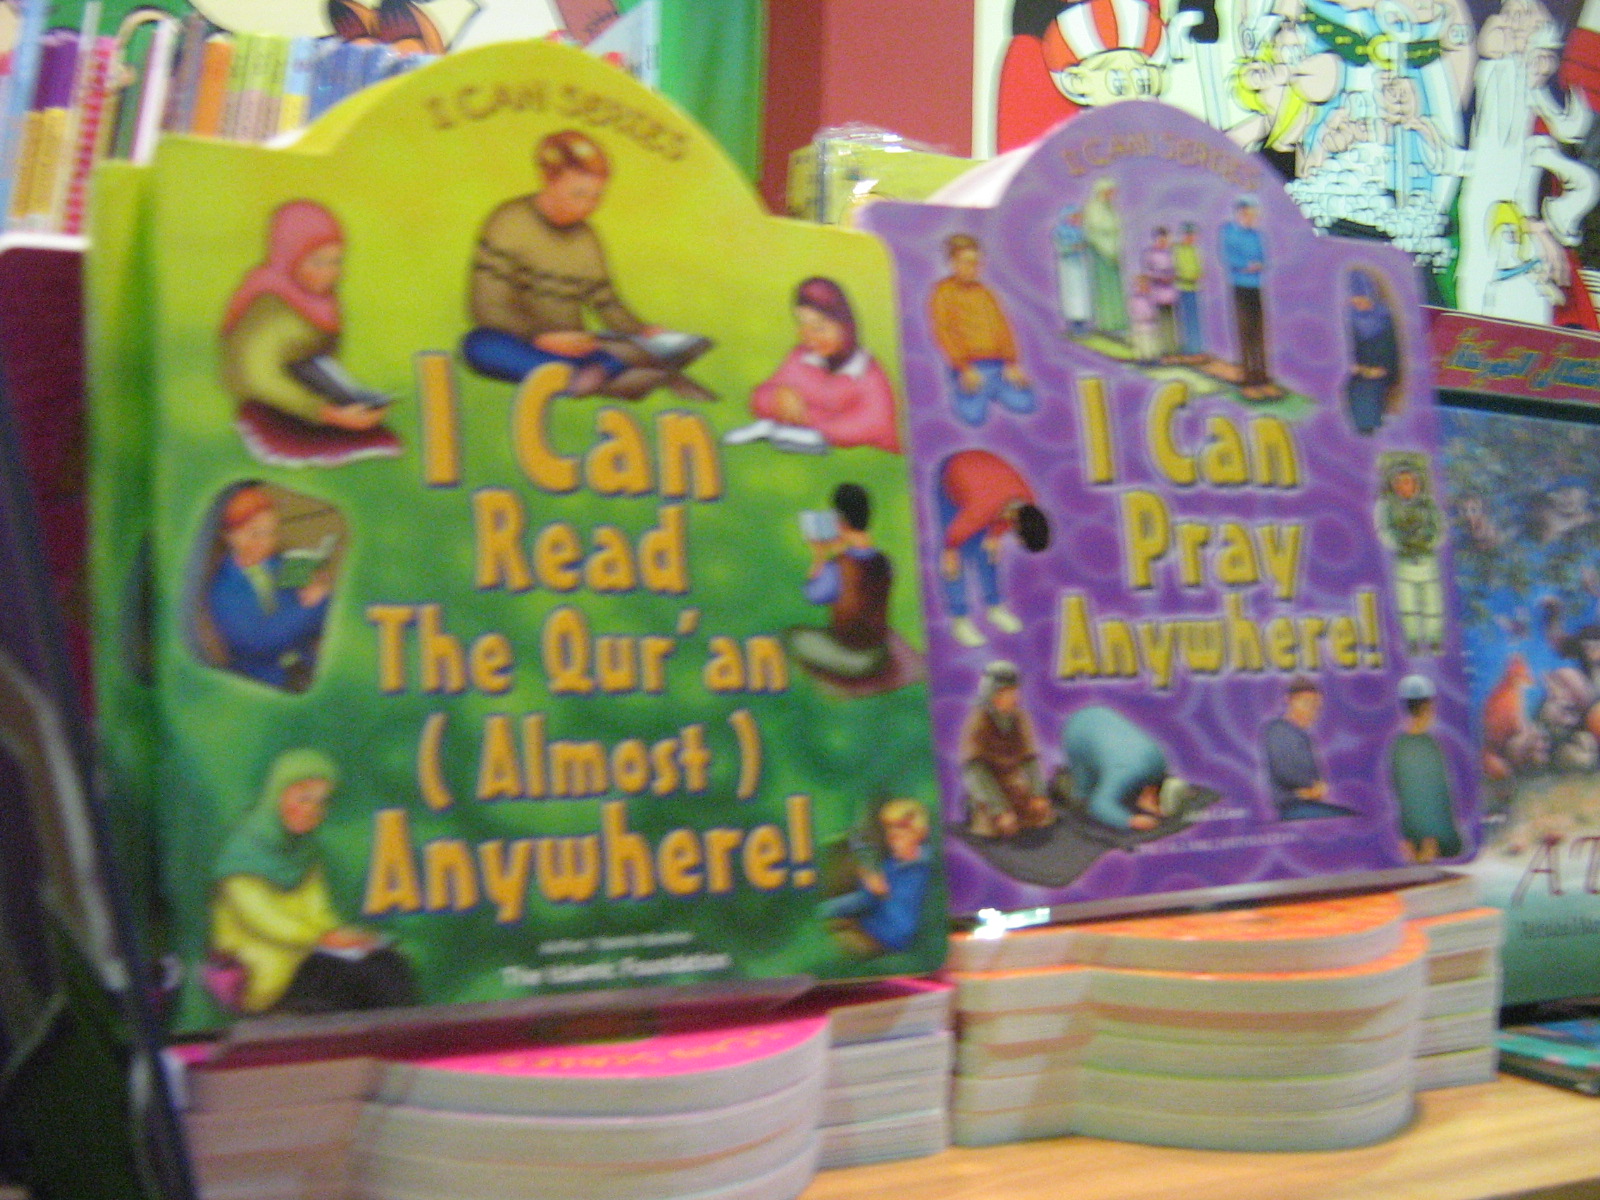 I CAN SERIES
I Can
Read
The Qur'an
(Almost)
Anywhere!
The Islamic Foundation
I CAN SERIES
I Can
Pray
Anywhere!